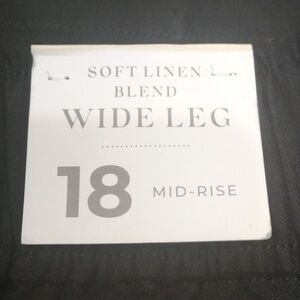 SOFT LINEN
BLEND
WIDE LEG
18 MID-RISE